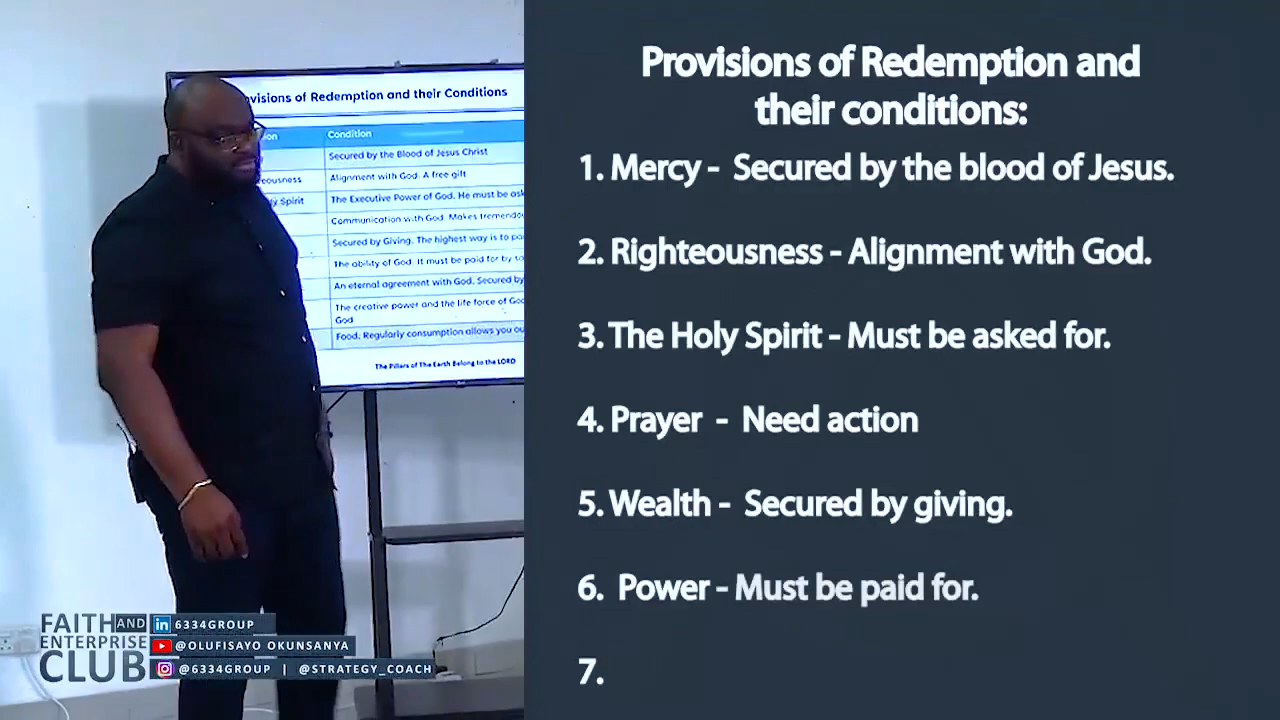 visions of Redemption and their Conditions
Condition
Secured by the Blood of Jesus Christ
Alignment with God. A free gift
Spirit
The Executive Power of God. He must be
Communication with God. Makes
Secured by Giving. The highest way is to
The ability of God. It must be paid for by
An eternal agreement with God. Secured by
The creative power and the life force of
God
Food. Regularly consumption allows you
The Pillars of The Earth Belong to the LORD
Provisions of Redemption and
their conditions:
1. Mercy - Secured by the blood of Jesus.
2. Righteousness - Alignment with God.
3. The Holy Spirit - Must be asked for.
4. Prayer - Need action
5. Wealth - Secured by giving.
6. Power - Must be paid for.
7.
FAITH AND
ENTERPRISE
CLUB
in 6334GROUP
@OLUFISAYO OKUNSANYA
@6334GROUP | @STRATEGY_COACH